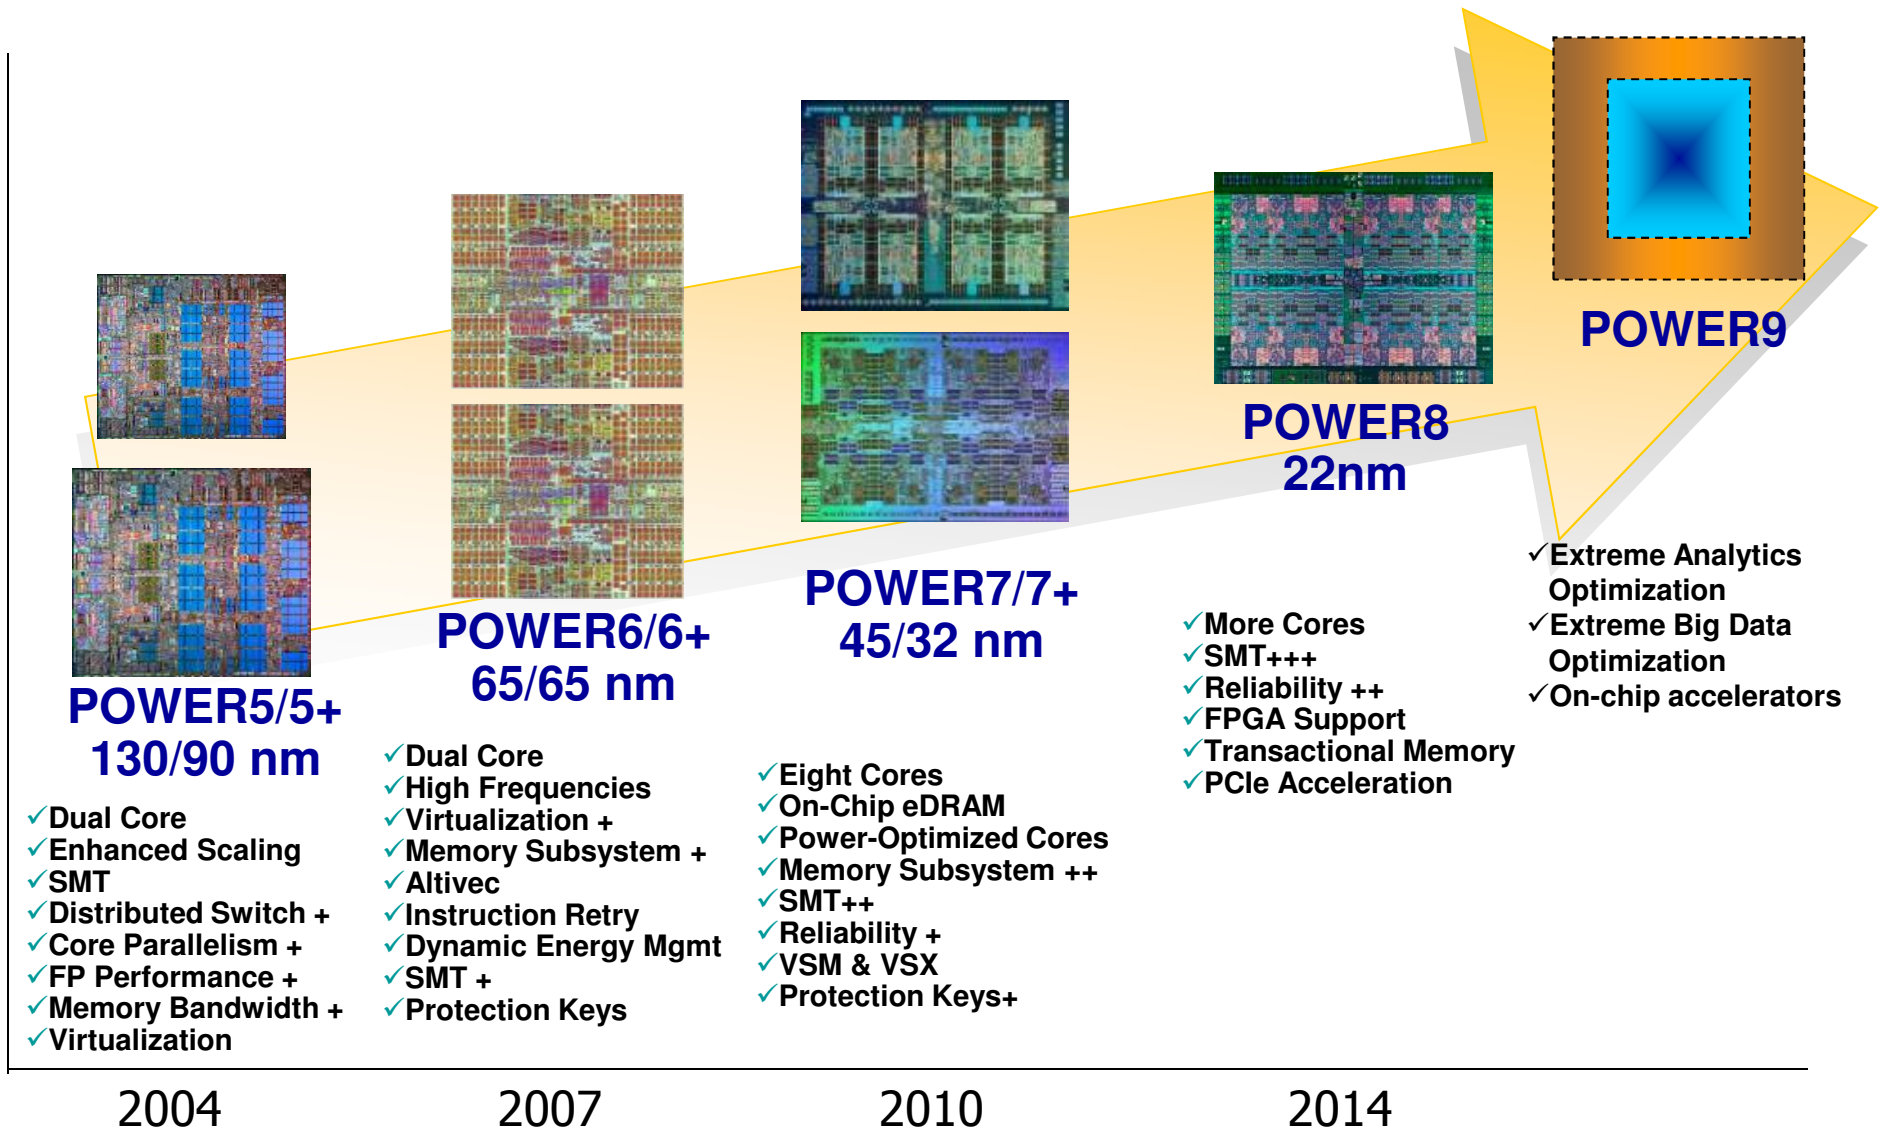 POWER5/5+
130/90 nm
✓Dual Core
✓Enhanced Scaling
✓SMT
✓Distributed Switch +
✓Core Parallelism +
✓FP Performance +
✓Memory Bandwidth +
✓Virtualization
2004
POWER6/6+
65/65 nm
✓Dual Core
✓High Frequencies
✓Virtualization +
✓Memory Subsystem +
✓Altivec
✓Instruction Retry
✓Dynamic Energy Mgmt
✓SMT +
✓Protection Keys
2007
POWER7/7+
45/32 nm
✓Eight Cores
✓On-Chip eDRAM
✓Power-Optimized Cores
✓Memory Subsystem ++
✓SMT++
✓Reliability +
✓VSM & VSX
✓Protection Keys+
2010
POWER8
22nm
✓More Cores
✓SMT+++
✓Reliability ++
✓FPGA Support
✓Transactional Memory
✓PCIe Acceleration
2014
POWER9
✓Extreme Analytics
Optimization
✓Extreme Big Data
Optimization
✓On-chip accelerators